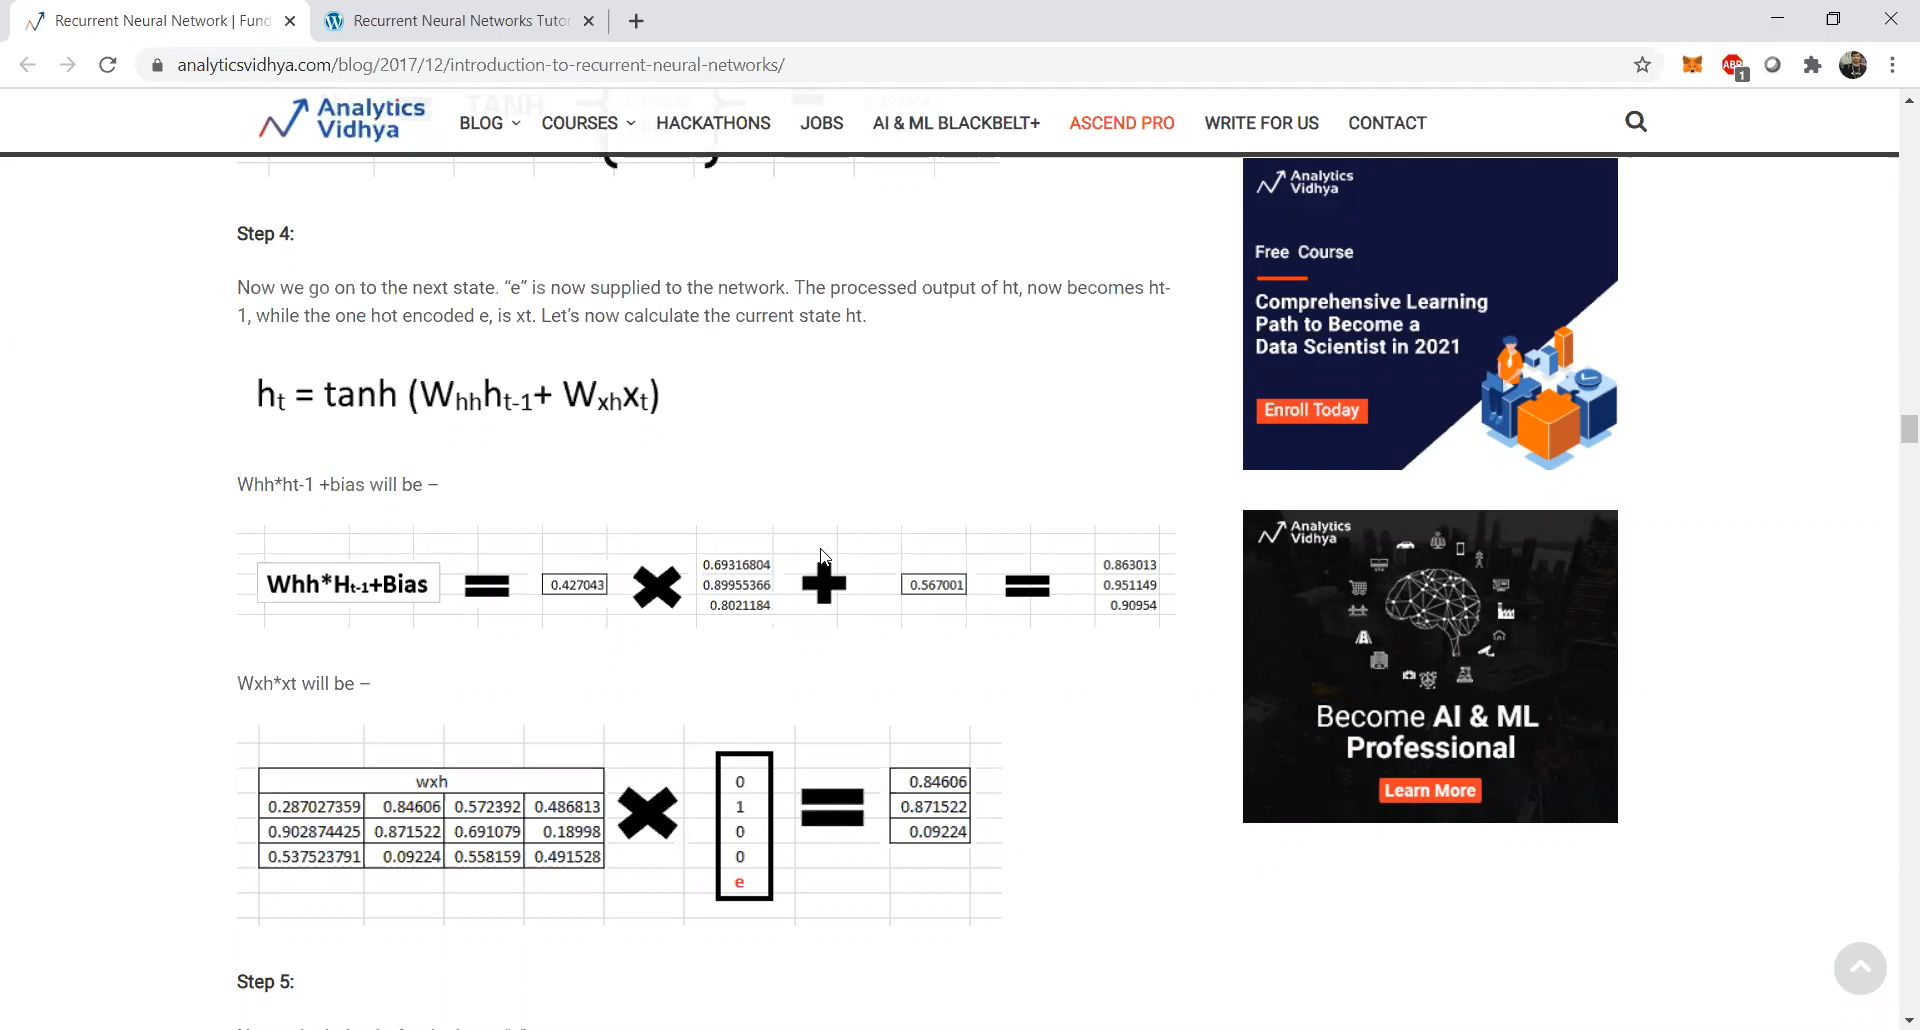 Recurrent Neural Network | Fund
Recurrent Neural Networks Tutor
analyticsvidhya.com/blog/2017/12/introduction-to-recurrent-neural-networks/
ABP
1
Analytics
Vidhya
BLOG
COURSES
HACKATHONS
JOBS
AI & ML BLACKBELT+
ASCEND PRO
WRITE FOR US
CONTACT
TANH
Step 4:
Now we go on to the next state. “e” is now supplied to the network. The processed output of ht, now becomes ht-
1, while the one hot encoded e, is xt. Let’s now calculate the current state ht.
ht = tanh (Whhht-1+ Wxhxt)
Whh*ht-1 +bias will be –
Whh*Ht-1+Bias = 0.427043 × 0.69316804 + 0.567001 = 0.863013
0.89955366 0.951149
0.8021184 0.90954
Wxh*xt will be –
wxh 0 0.84606
0.287027359 0.84606 0.572392 0.486813 × 1 = 0.871522
0.902874425 0.871522 0.691079 0.18998 0 0.09224
0.537523791 0.09224 0.558159 0.491528 0
e
Step 5:
Analytics
Vidhya
Free Course
Comprehensive Learning
Path to Become a
Data Scientist in 2021
Enroll Today
Analytics
Vidhya
Become AI & ML
Professional
Learn More